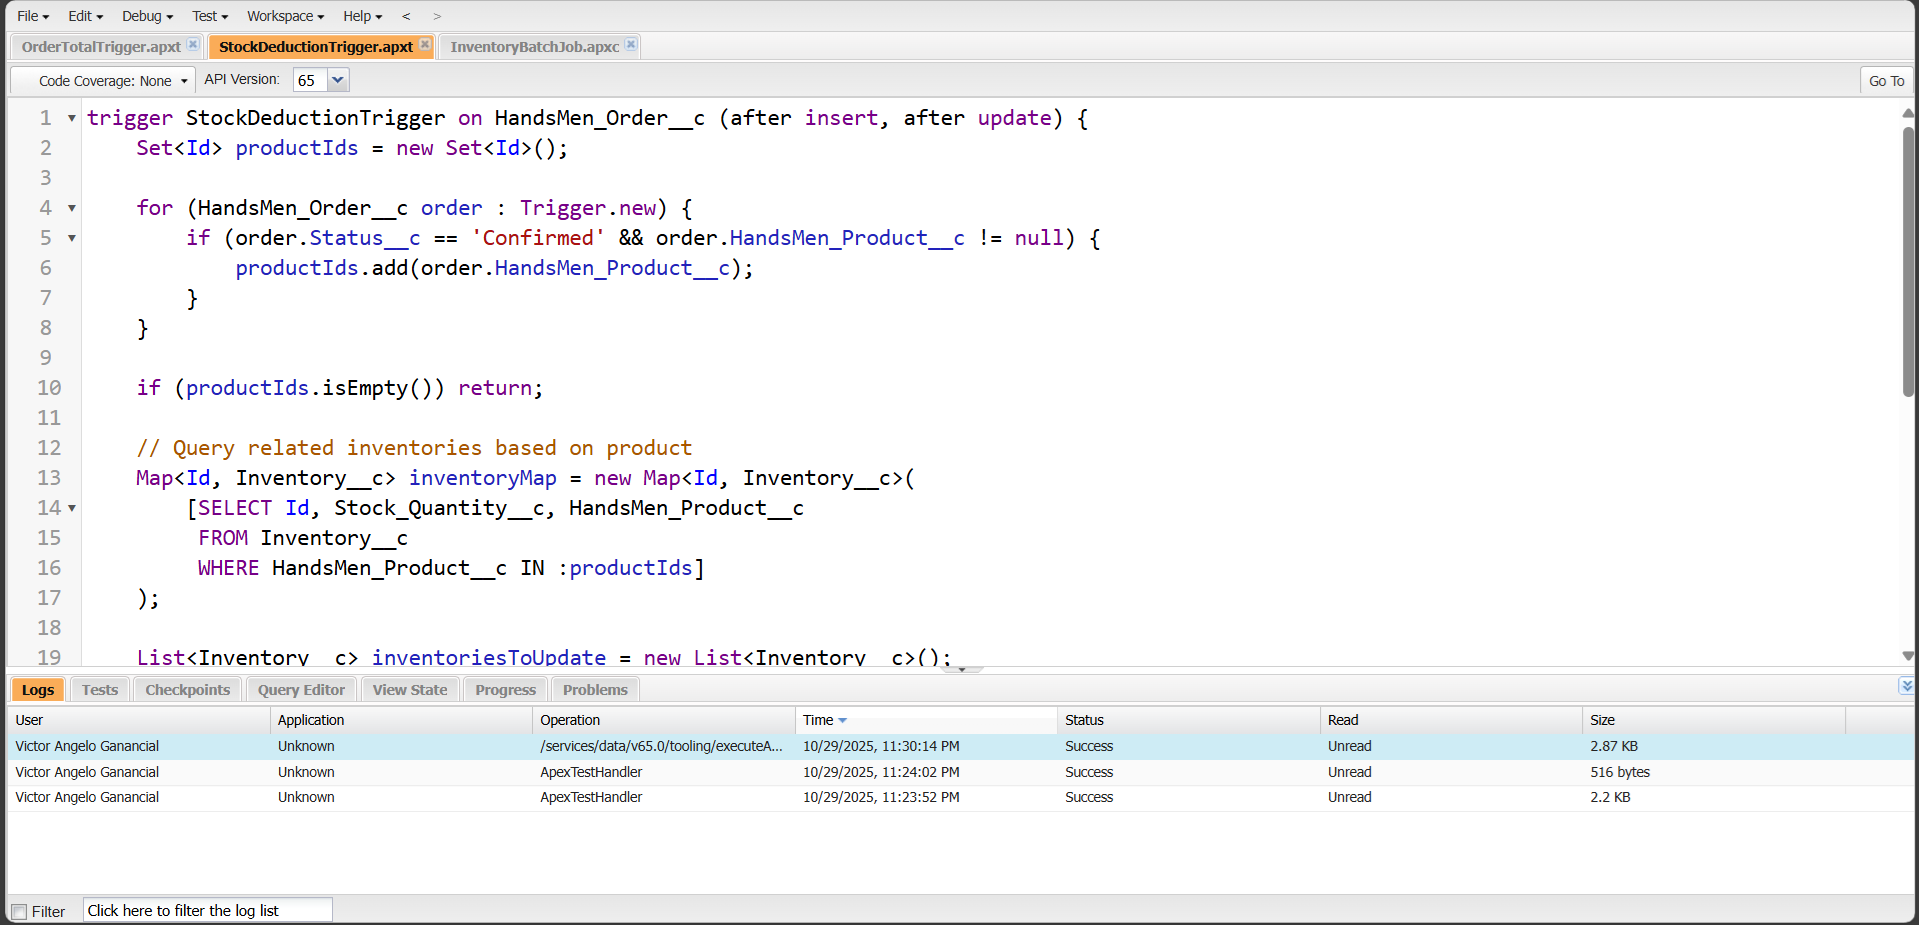 File Edit Debug Test Workspace Help < >
OrderTotalTrigger.apxt StockDeductionTrigger.apxt InventoryBatchJob.apxc
Code Coverage: None API Version: 65 Go To
1 trigger StockDeductionTrigger on HandsMen_Order__c (after insert, after update) {
2     Set<Id> productIds = new Set<Id>();
3
4     for (HandsMen_Order__c order : Trigger.new) {
5         if (order.Status__c == 'Confirmed' && order.HandsMen_Product__c != null) {
6             productIds.add(order.HandsMen_Product__c);
7         }
8     }
9
10     if (productIds.isEmpty()) return;
11
12     // Query related inventories based on product
13     Map<Id, Inventory__c> inventoryMap = new Map<Id, Inventory__c>(
14         [SELECT Id, Stock_Quantity__c, HandsMen_Product__c
15          FROM Inventory__c
16          WHERE HandsMen_Product__c IN :productIds]
17     );
18
19     List<Inventory__c> inventoriesToUpdate = new List<Inventory__c>();
Logs Tests Checkpoints Query Editor View State Progress Problems
User Application Operation Time Status Read Size
Victor Angelo Ganancial Unknown /services/data/v65.0/tooling/executeA... 10/29/2025, 11:30:14 PM Success Unread 2.87 KB
Victor Angelo Ganancial Unknown ApexTestHandler 10/29/2025, 11:24:02 PM Success Unread 516 bytes
Victor Angelo Ganancial Unknown ApexTestHandler 10/29/2025, 11:23:52 PM Success Unread 2.2 KB
Filter Click here to filter the log list